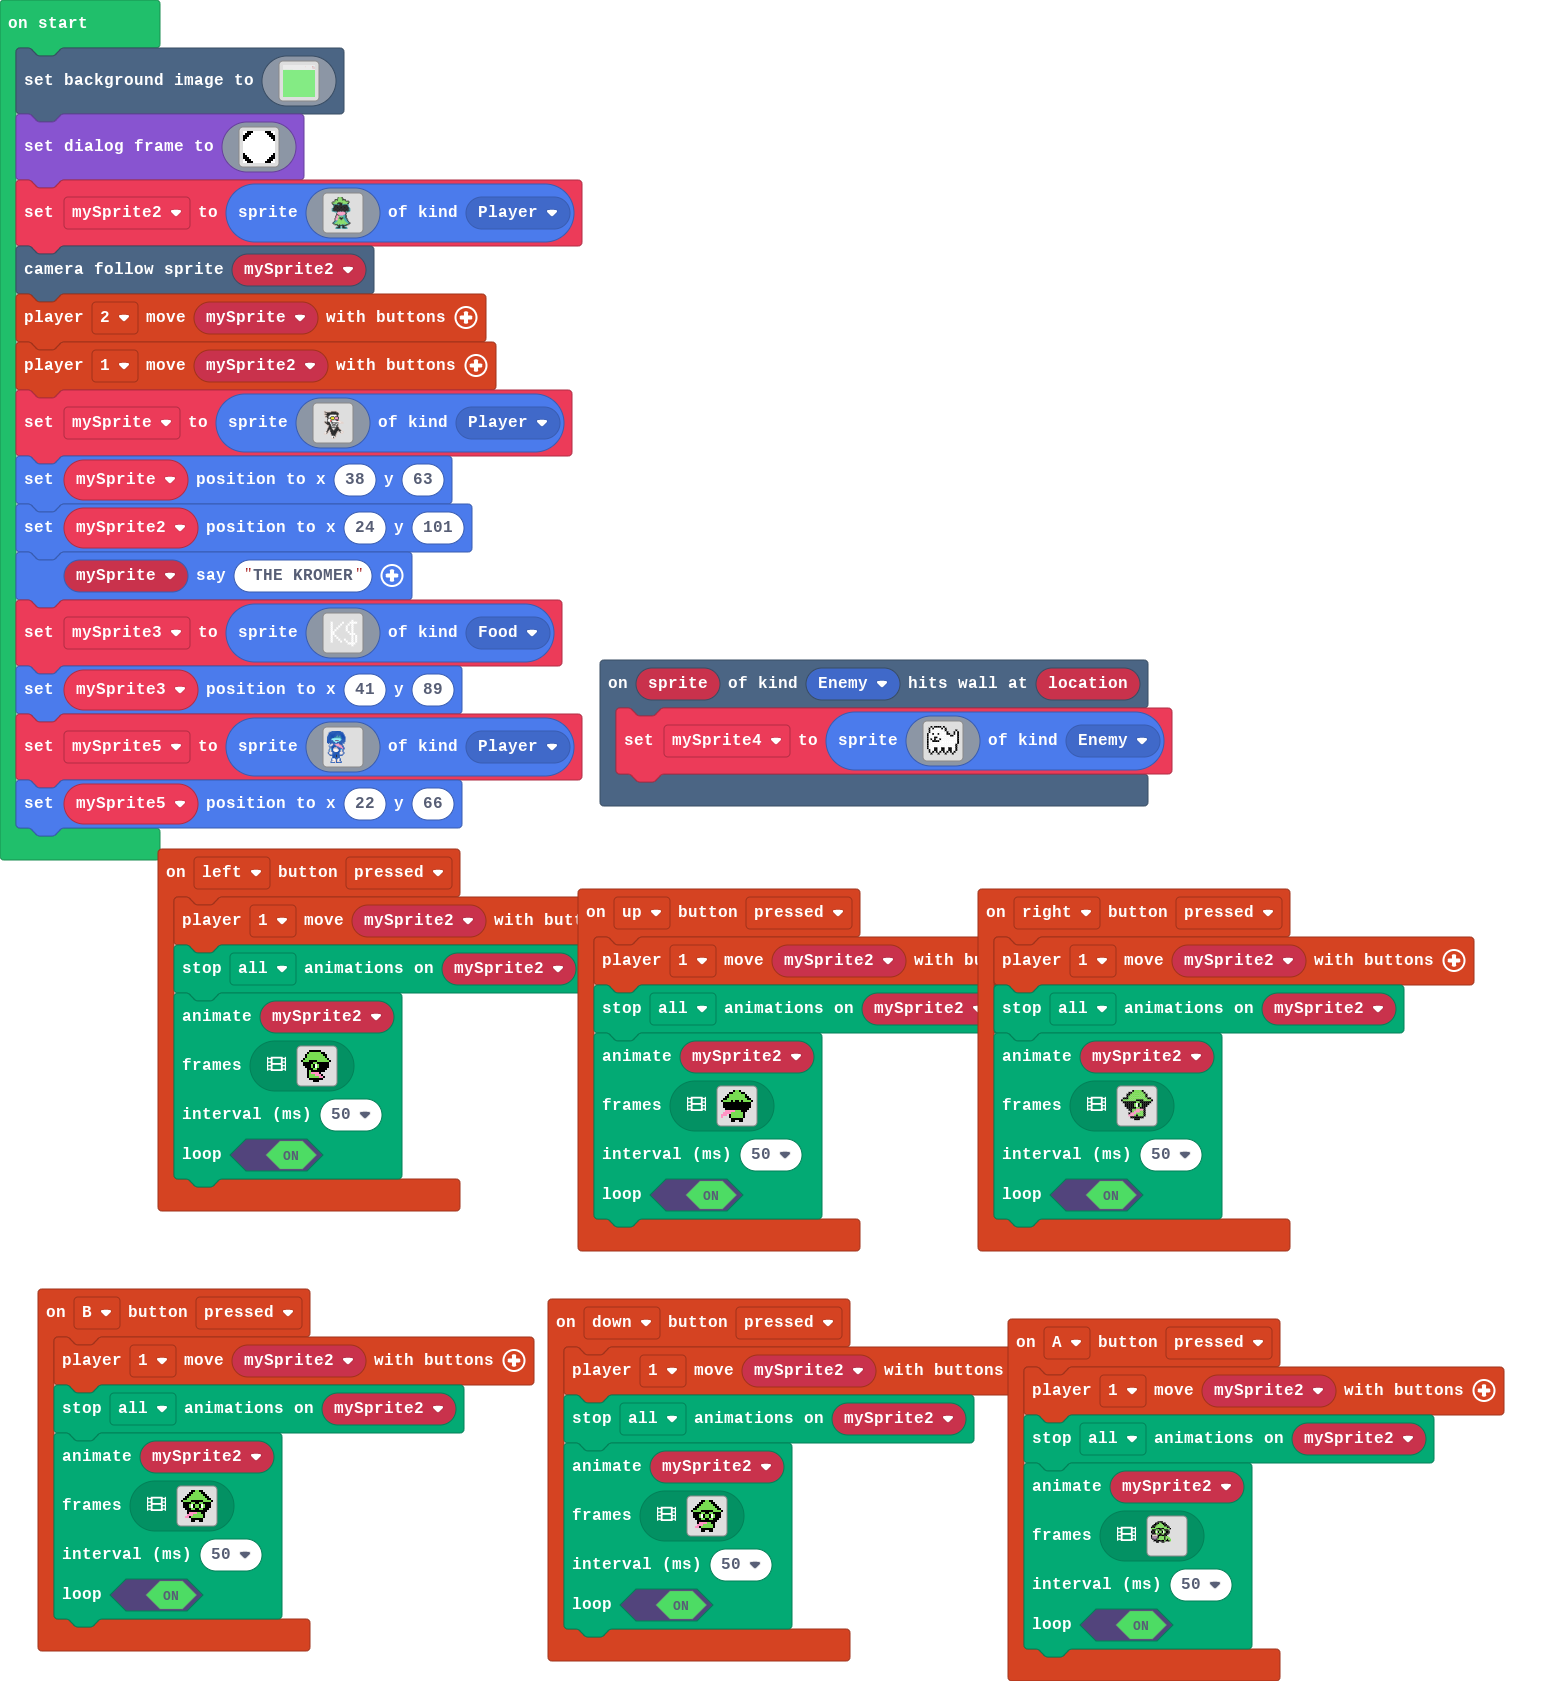 on start
set background image to
set dialog frame to
set mySprite2 to sprite of kind Player
camera follow sprite mySprite2
player 2 move mySprite with buttons
player 1 move mySprite2 with buttons
set mySprite to sprite of kind Player
set mySprite position to x 38 y 63
set mySprite2 position to x 24 y 101
mySprite say "THE KROMER"
set mySprite3 to sprite K$ of kind Food
set mySprite3 position to x 41 y 89
set mySprite5 to sprite of kind Player
set mySprite5 position to x 22 y 66
on sprite of kind Enemy hits wall at location
set mySprite4 to sprite of kind Enemy
on left button pressed
player 1 move mySprite2 with butt
stop all animations on mySprite2
animate mySprite2
frames
interval (ms) 50
loop ON
on up button pressed
player 1 move mySprite2 with bu
stop all animations on mySprite2
animate mySprite2
frames
interval (ms) 50
loop ON
on right button pressed
player 1 move mySprite2 with buttons
stop all animations on mySprite2
animate mySprite2
frames
interval (ms) 50
loop ON
on B button pressed
player 1 move mySprite2 with buttons
stop all animations on mySprite2
animate mySprite2
frames
interval (ms) 50
loop ON
on down button pressed
player 1 move mySprite2 with buttons
stop all animations on mySprite2
animate mySprite2
frames
interval (ms) 50
loop ON
on A button pressed
player 1 move mySprite2 with buttons
stop all animations on mySprite2
animate mySprite2
frames
interval (ms) 50
loop ON